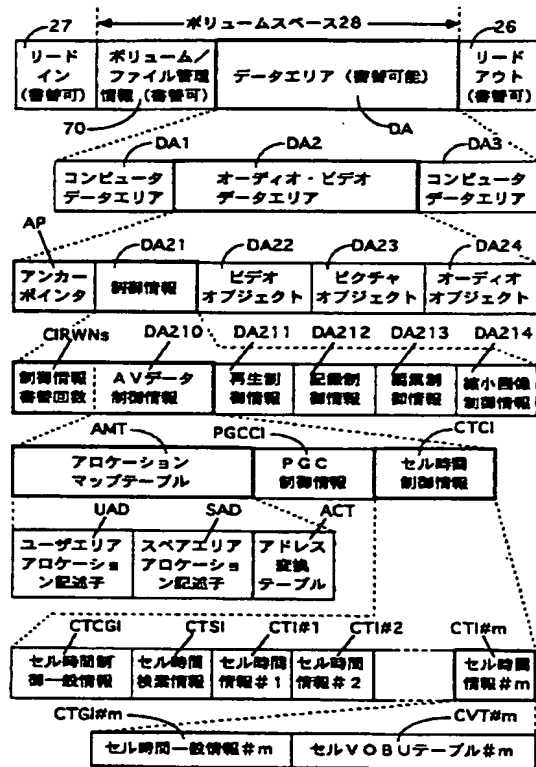 ボリュームスペース28
27
26
リード
イン
(書替可)
ボリューム／
ファイル管理
情報 (書替可)
データエリア (書替可能)
リード
アウト
(書替可)
70
DA
DA1
DA2
DA3
コンピュータ
データエリア
オーディオ・ビデオ
データエリア
コンピュータ
データエリア
AP
DA21
DA22
DA23
DA24
アンカー
ポインタ
制御情報
ビデオ
オブジェクト
ピクチャ
オブジェクト
オーディオ
オブジェクト
CIRWNs
DA210
DA211
DA212
DA213
DA214
制御情報
書替回数
AVデータ
制御情報
再生制
御情報
記録制
御情報
編集制
御情報
縮小画像
制御情報
AMT
PGCCI
CTCI
アロケーション
マップテーブル
PGC
制御情報
セル時間
制御情報
UAD
SAD
ACT
ユーザエリア
アロケーショ
ン記述子
スペアエリア
アロケーショ
ン記述子
アドレス
変換
テーブル
CTCGI
CTSI
CTI#1
CTI#2
CTI#m
セル時間制
御一般情報
セル時間
検索情報
セル時間
情報#1
セル時間
情報#2
セル時間
情報#m
CTGI#m
CVT#m
セル時間一般情報#m
セルVOBUテーブル#m